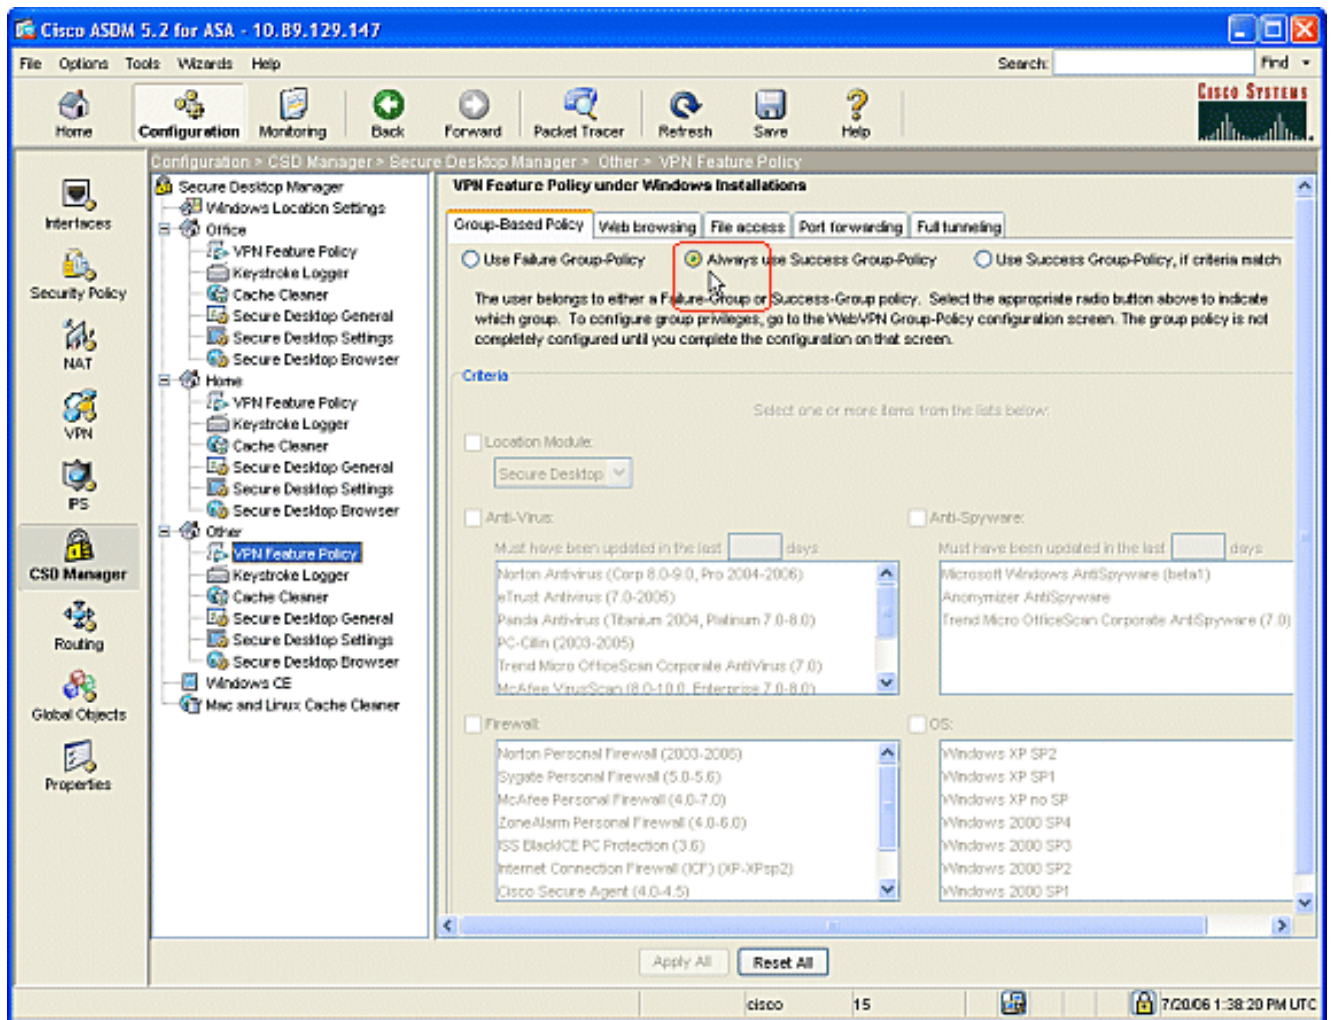 Cisco ASDM 5.2 for ASA - 10.89.129.147
File Options Tools Wizards Help Search: Find
Home Configuration Monitoring Back Forward Packet Tracer Refresh Save Help
CISCO SYSTEMS
Configuration > CSD Manager > Secure Desktop Manager > Other > VPN Feature Policy
Interfaces
Security Policy
NAT
VPN
IPS
CSD Manager
Routing
Global Objects
Properties
Secure Desktop Manager
Windows Location Settings
Office
VPN Feature Policy
Keystroke Logger
Cache Cleaner
Secure Desktop General
Secure Desktop Settings
Secure Desktop Browser
Home
VPN Feature Policy
Keystroke Logger
Cache Cleaner
Secure Desktop General
Secure Desktop Settings
Secure Desktop Browser
Other
VPN Feature Policy
Keystroke Logger
Cache Cleaner
Secure Desktop General
Secure Desktop Settings
Secure Desktop Browser
Windows CE
Mac and Linux Cache Cleaner
VPN Feature Policy under Windows Installations
Group-Based Policy Web browsing File access Port forwarding Full tunneling
Use Failure Group-Policy Always use Success Group-Policy Use Success Group-Policy, if criteria match
The user belongs to either a Failure-Group or Success-Group policy. Select the appropriate radio button above to indicate
which group. To configure group privileges, go to the WebVPN Group-Policy configuration screen. The group policy is not
completely configured until you complete the configuration on that screen.
Criteria
Select one or more items from the lists below:
Location Module:
Secure Desktop
Anti-Virus:
Must have been updated in the last days
Norton Antivirus (Corp 8.0-9.0, Pro 2004-2006)
eTrust Antivirus (7.0-2005)
Panda Antivirus (Titanium 2004, Platinum 7.0-8.0)
PC-Cillin (2003-2005)
Trend Micro OfficeScan Corporate AntiVirus (7.0)
McAfee VirusScan (8.0-10.0, Enterprise 7.0-8.0)
Anti-Spyware:
Must have been updated in the last days
Microsoft Windows AntiSpyware (beta1)
Anonymizer AntiSpyware
Trend Micro OfficeScan Corporate AntiSpyware (7.0)
Firewall:
Norton Personal Firewall (2003-2006)
Sygate Personal Firewall (5.0-5.6)
McAfee Personal Firewall (4.0-7.0)
ZoneAlarm Personal Firewall (4.0-6.0)
ISS BlackICE PC Protection (3.6)
Internet Connection Firewall (ICF) (XP-XPsp2)
Cisco Secure Agent (4.0-4.5)
OS:
Windows XP SP2
Windows XP SP1
Windows XP no SP
Windows 2000 SP4
Windows 2000 SP3
Windows 2000 SP2
Windows 2000 SP1
Apply All Reset All
cisco 15 7/20/06 1:38:20 PM UTC